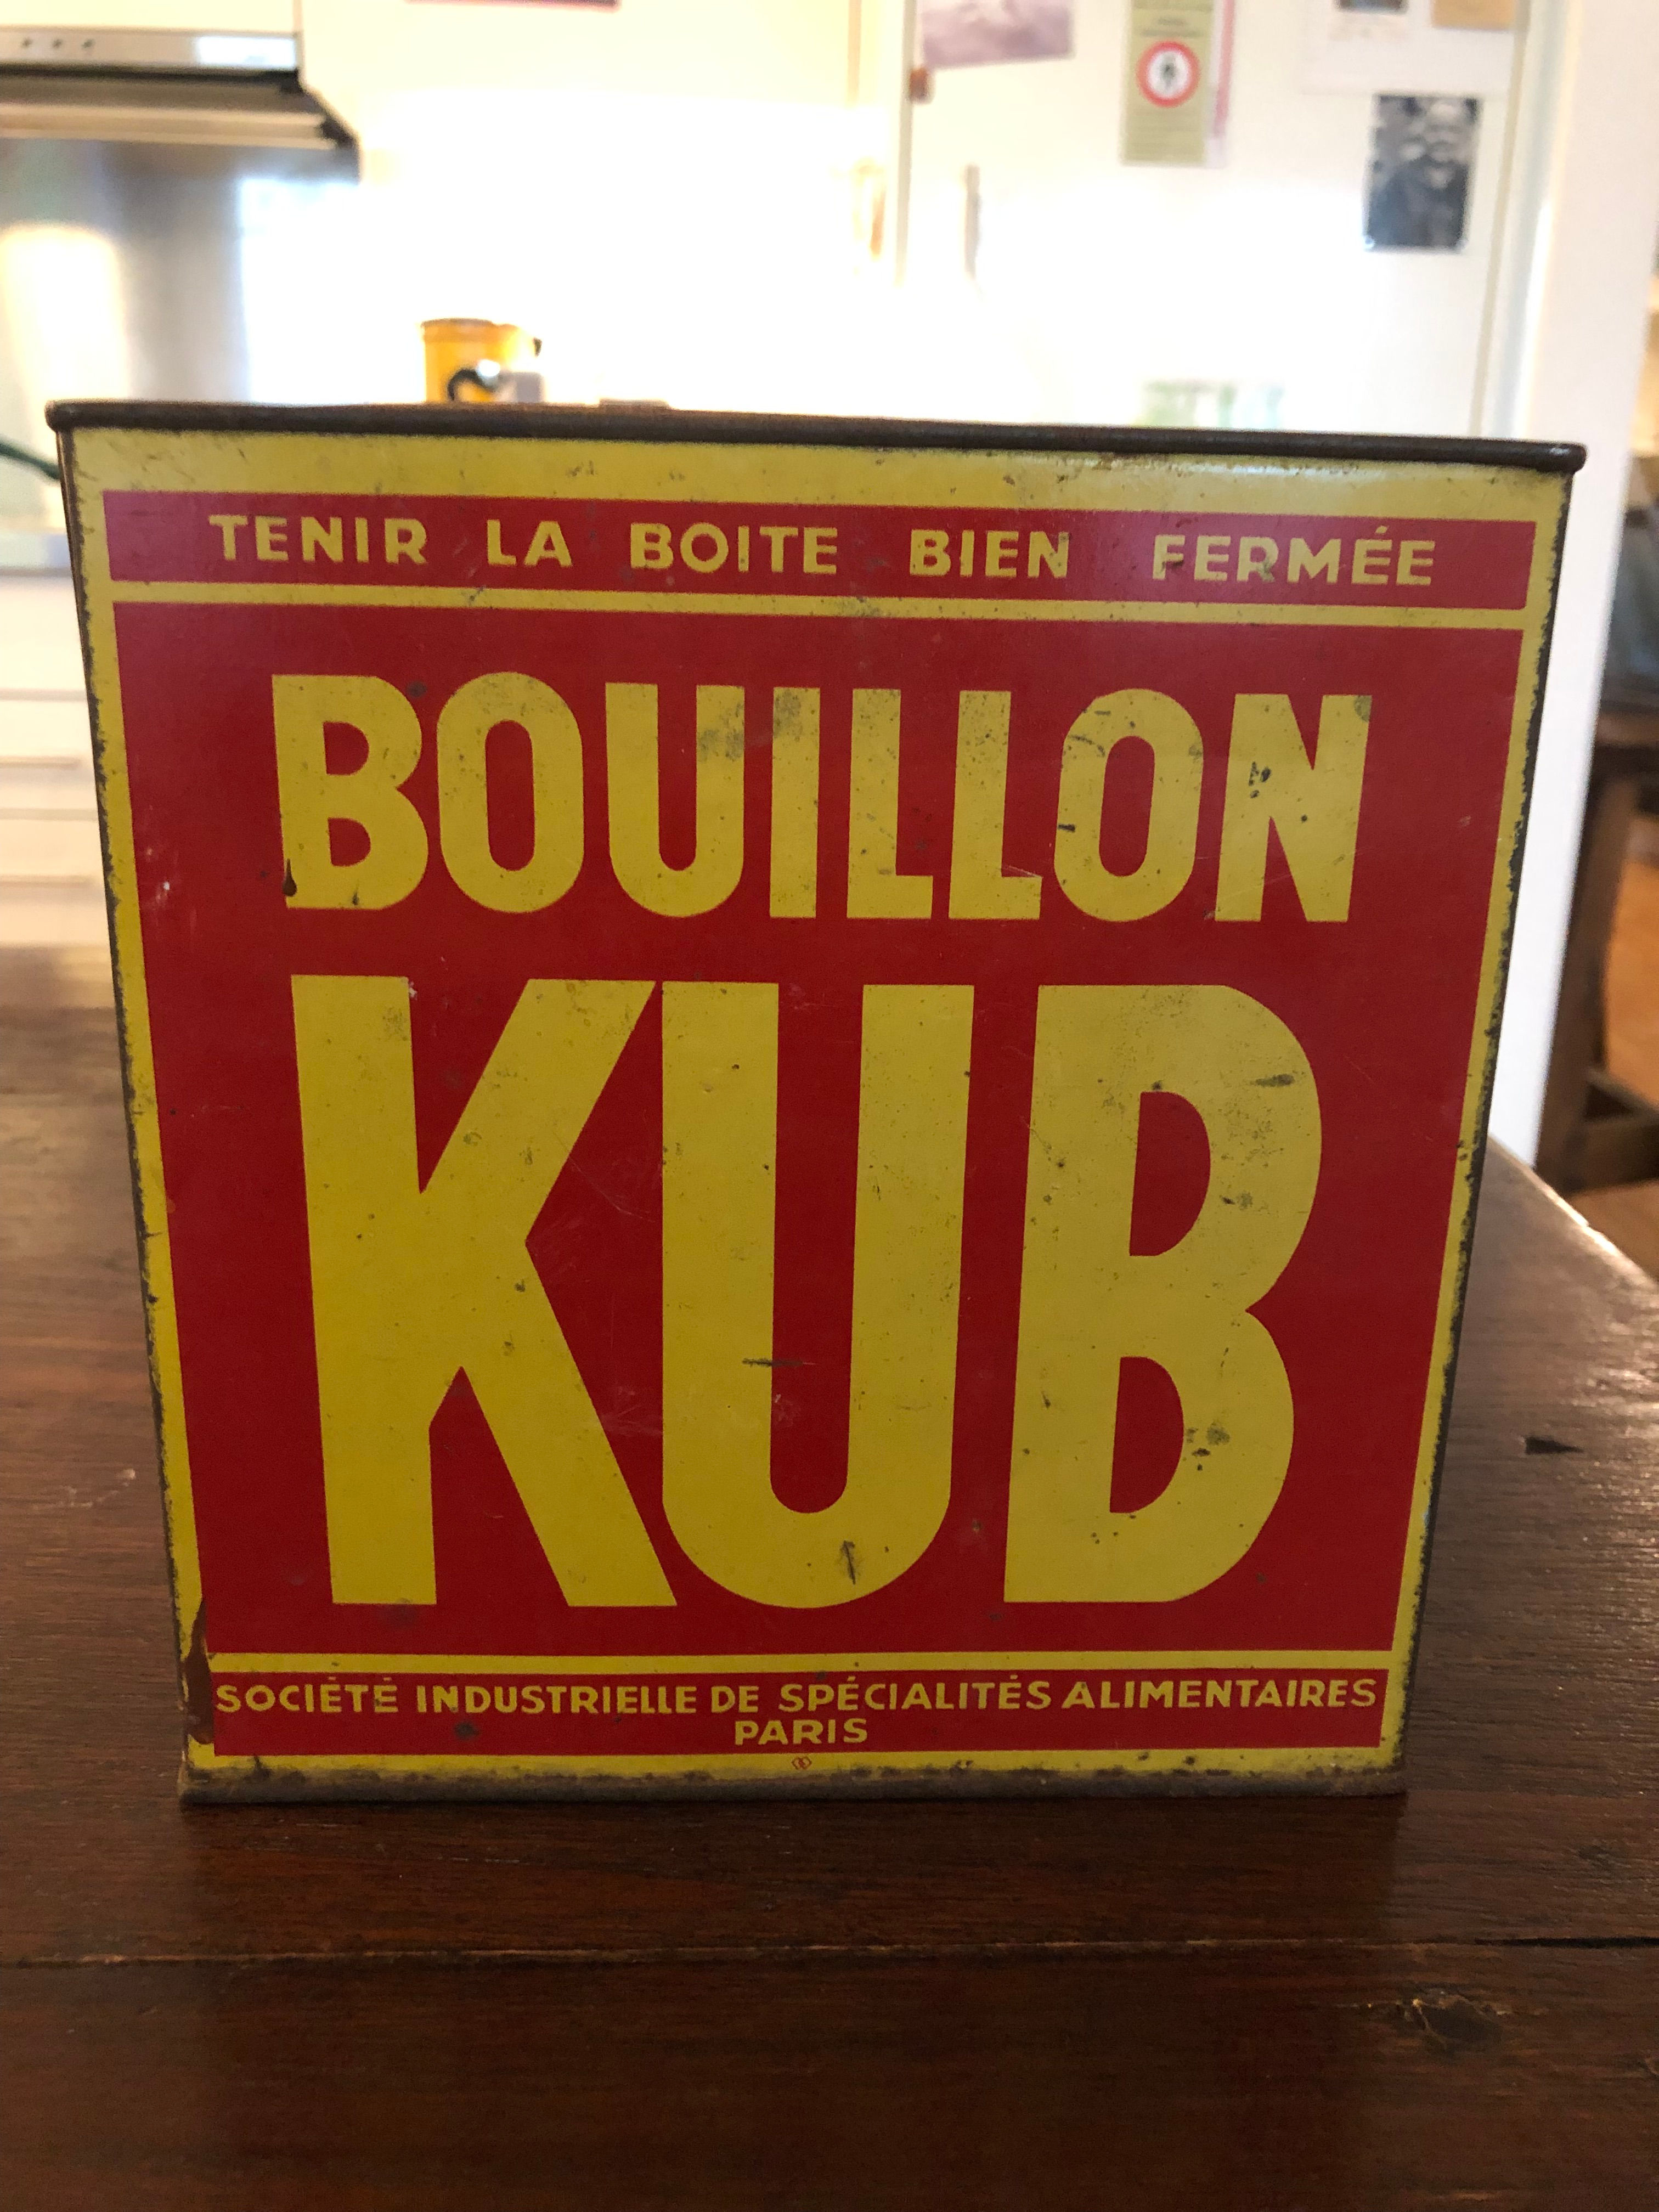 TENIR LA BOITE BIEN FERMÉE
BOUILLON
KUB
SOCIÉTÉ INDUSTRIELLE DE SPÉCIALITÉS ALIMENTAIRES
PARIS